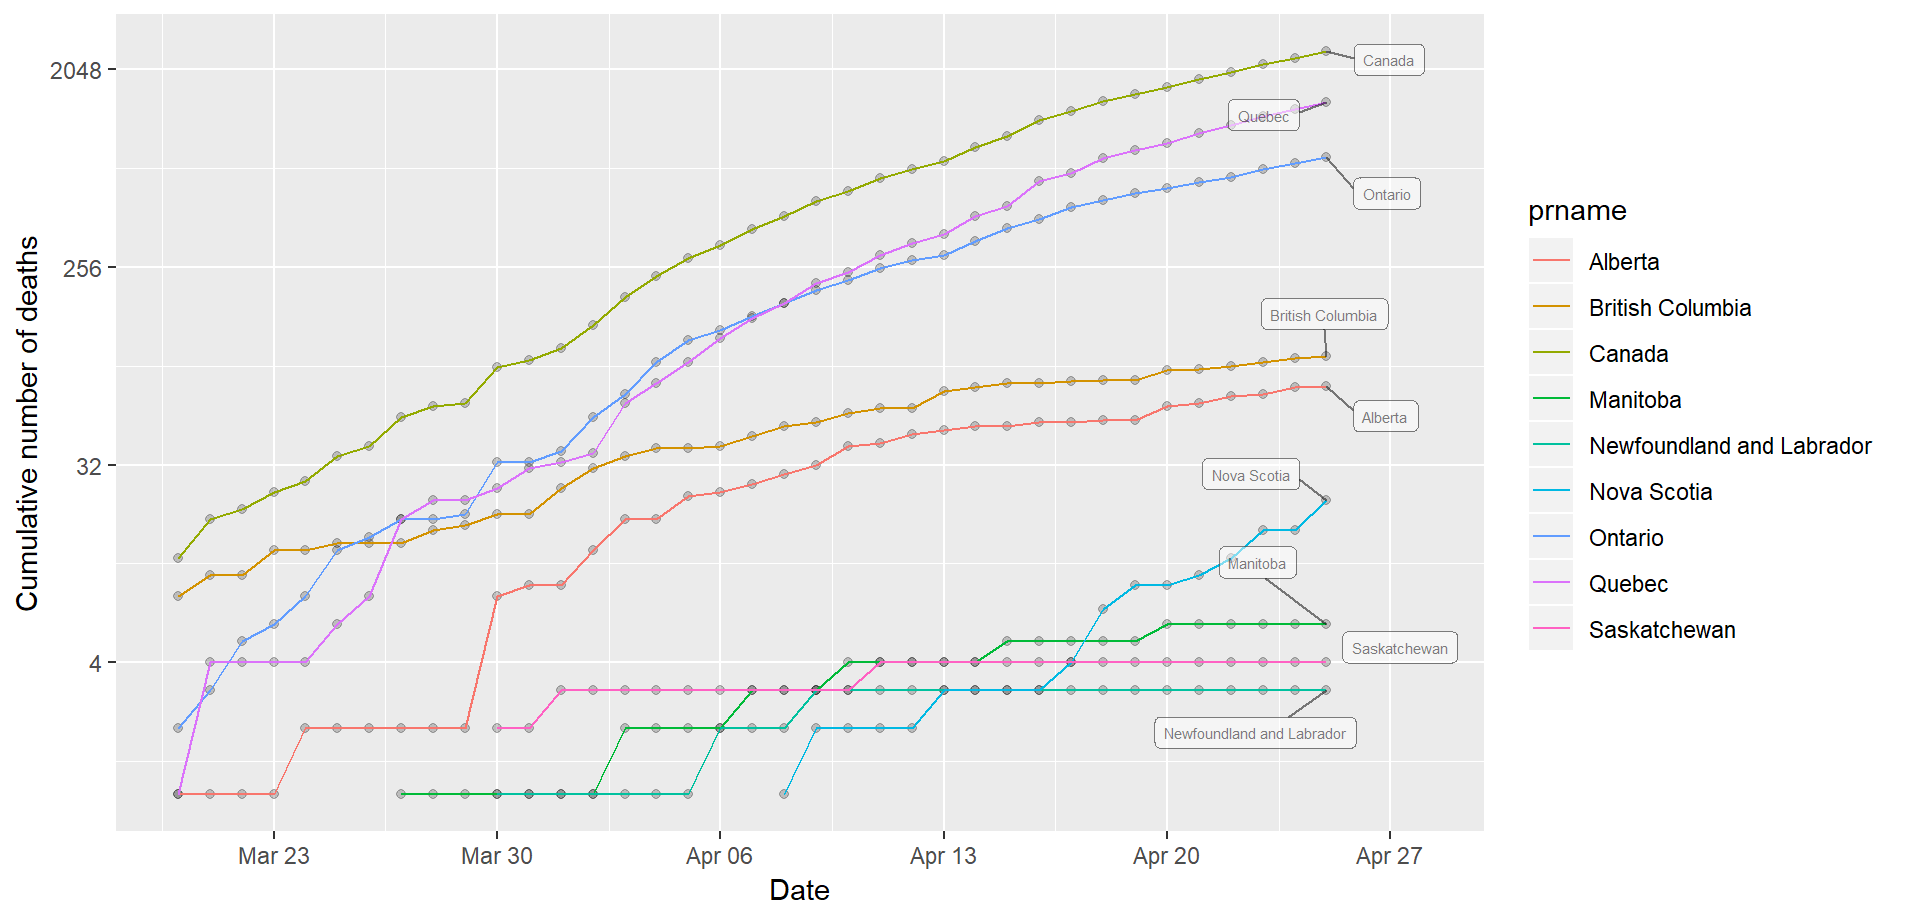 Cumulative number of deaths
2048
256
32
4
Canada
Quebec
Ontario
British Columbia
Alberta
Nova Scotia
Manitoba
Saskatchewan
Newfoundland and Labrador
Mar 23
Mar 30
Apr 06
Apr 13
Apr 20
Apr 27
Date
prname
Alberta
British Columbia
Canada
Manitoba
Newfoundland and Labrador
Nova Scotia
Ontario
Quebec
Saskatchewan